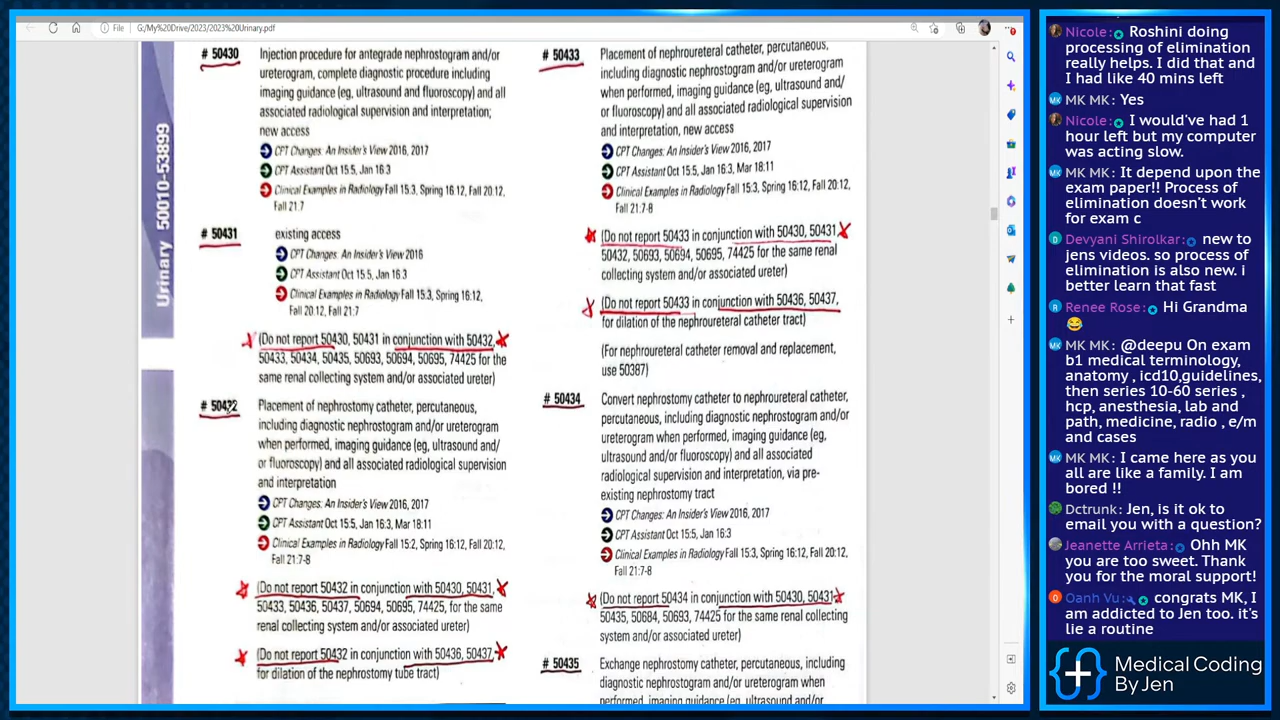 File
G:/My%20Drive/2023/2023%20Urinary.pdf
Urinary 50010-53899
# 50430
Injection procedure for antegrade nephrostogram and/or
ureterogram, complete diagnostic procedure including
imaging guidance (eg, ultrasound and fluoroscopy) and all
associated radiological supervision and interpretation;
new access
CPT Changes: An Insider's View 2016, 2017
CPT Assistant Oct 15:5, Jan 16:3
Clinical Examples in Radiology Fall 15:3, Spring 16:12, Fall 20:12,
Fall 21:7
# 50431
existing access
CPT Changes: An Insider's View 2016
CPT Assistant Oct 15:5, Jan 16:3
Clinical Examples in Radiology Fall 15:3, Spring 16:12,
Fall 20:12, Fall 21:7
(Do not report 50430, 50431 in conjunction with 50432,
50433, 50434, 50435, 50693, 50694, 50695, 74425 for the
same renal collecting system and/or associated ureter)
# 50432
Placement of nephrostomy catheter, percutaneous,
including diagnostic nephrostogram and/or ureterogram
when performed, imaging guidance (eg, ultrasound and/
or fluoroscopy) and all associated radiological supervision
and interpretation
CPT Changes: An Insider's View 2016, 2017
CPT Assistant Oct 15:5, Jan 16:3, Mar 18:11
Clinical Examples in Radiology Fall 15:2, Spring 16:12, Fall 20:12,
Fall 21:7-8
(Do not report 50432 in conjunction with 50430, 50431,
50433, 50436, 50437, 50694, 50695, 74425, for the same
renal collecting system and/or associated ureter)
(Do not report 50432 in conjunction with 50436, 50437,
for dilation of the nephrostomy tube tract)
# 50433
Placement of nephroureteral catheter, percutaneous,
including diagnostic nephrostogram and/or ureterogram
when performed, imaging guidance (eg, ultrasound and/
or fluoroscopy) and all associated radiological supervision
and interpretation, new access
CPT Changes: An Insider's View 2016, 2017
CPT Assistant Oct 15:5, Jan 16:3, Mar 18:11
Clinical Examples in Radiology Fall 15:3, Spring 16:12, Fall 20:12,
Fall 21:7-8
(Do not report 50433 in conjunction with 50430, 50431,
50432, 50693, 50694, 50695, 74425 for the same renal
collecting system and/or associated ureter)
(Do not report 50433 in conjunction with 50436, 50437,
for dilation of the nephroureteral catheter tract)
(For nephroureteral catheter removal and replacement,
use 50387)
# 50434
Convert nephrostomy catheter to nephroureteral catheter,
percutaneous, including diagnostic nephrostogram and/or
ureterogram when performed, imaging guidance (eg,
ultrasound and/or fluoroscopy) and all associated
radiological supervision and interpretation, via pre-
existing nephrostomy tract
CPT Changes: An Insider's View 2016, 2017
CPT Assistant Oct 15:5, Jan 16:3
Clinical Examples in Radiology Fall 15:3, Spring 16:12, Fall 20:12,
Fall 21:7-8
(Do not report 50434 in conjunction with 50430, 50431
50435, 50684, 50693, 74425 for the same renal collecting
system and/or associated ureter)
# 50435
Exchange nephrostomy catheter, percutaneous, including
diagnostic nephrostogram and/or ureterogram when
performed, imaging guidance (eg, ultrasound and/or
Nicole: Roshini doing
processing of elimination
really helps. I did that and
I had like 40 mins left
MK MK: Yes
Nicole: I would've had 1
hour left but my computer
was acting slow.
MK MK: It depend upon the
exam paper!! Process of
elimination doesn't work
for exam c
Devyani Shirolkar: new to
jens videos. so process of
elimination is also new. i
better learn that fast
Renee Rose: Hi Grandma
😂
MK MK: @deepu On exam
b1 medical terminology,
anatomy , icd10,guidelines,
then series 10-60 series ,
hcp, anesthesia, lab and
path, medicine, radio , e/m
and cases
MK MK: I came here as you
all are like a family. I am
bored !!
Dctrunk: Jen, is it ok to
email you with a question?
Jeanette Arrieta: Ohh MK
you are too sweet. Thank
you for the moral support!
Oanh Vu: congrats MK, I
am addicted to Jen too. it's
lie a routine
Medical Coding
By Jen